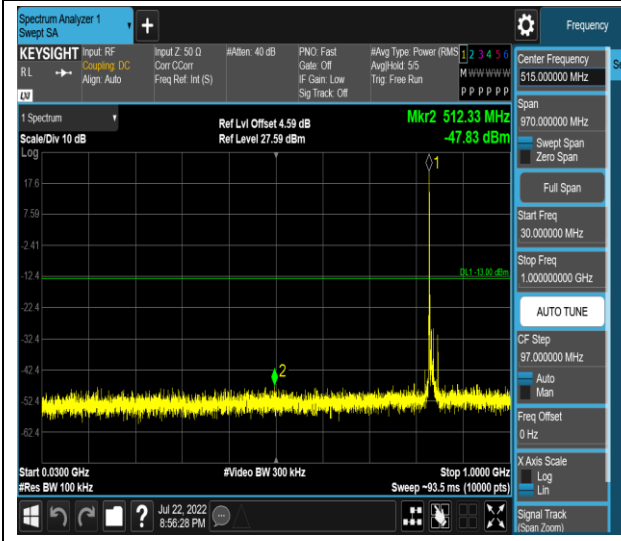 Spectrum Analyzer 1
Swept SA
+
Frequency
KEYSIGHT
RL
LXI
Input: RF
Coupling: DC
Align: Auto
Input Z: 50 Ω
Corr CCorr
Freq Ref: Int (S)
#Atten: 40 dB
PNO: Fast
Gate: Off
IF Gain: Low
Sig Track: Off
#Avg Type: Power (RMS
Avg|Hold: 5/5
Trig: Free Run
1 2 3 4 5 6
M W W W W W
P P P P P P
1 Spectrum
Scale/Div 10 dB
Ref Lvl Offset 4.59 dB
Ref Level 27.59 dBm
Mkr2 512.33 MHz
-47.83 dBm
Log
17.6
7.59
-2.41
-12.4
-22.4
-32.4
-42.4
-52.4
-62.4
1
DL1 -13.00 dBm
2
Start 0.0300 GHz
#Res BW 100 kHz
#Video BW 300 kHz
Stop 1.0000 GHz
Sweep ~93.5 ms (10000 pts)
Jul 22, 2022
8:56:28 PM
?
Center Frequency
515.000000 MHz
Span
970.000000 MHz
Swept Span
Zero Span
Full Span
Start Freq
30.000000 MHz
Stop Freq
1.000000000 GHz
AUTO TUNE
CF Step
97.000000 MHz
Auto
Man
Freq Offset
0 Hz
X Axis Scale
Log
Lin
Signal Track
(Span Zoom)